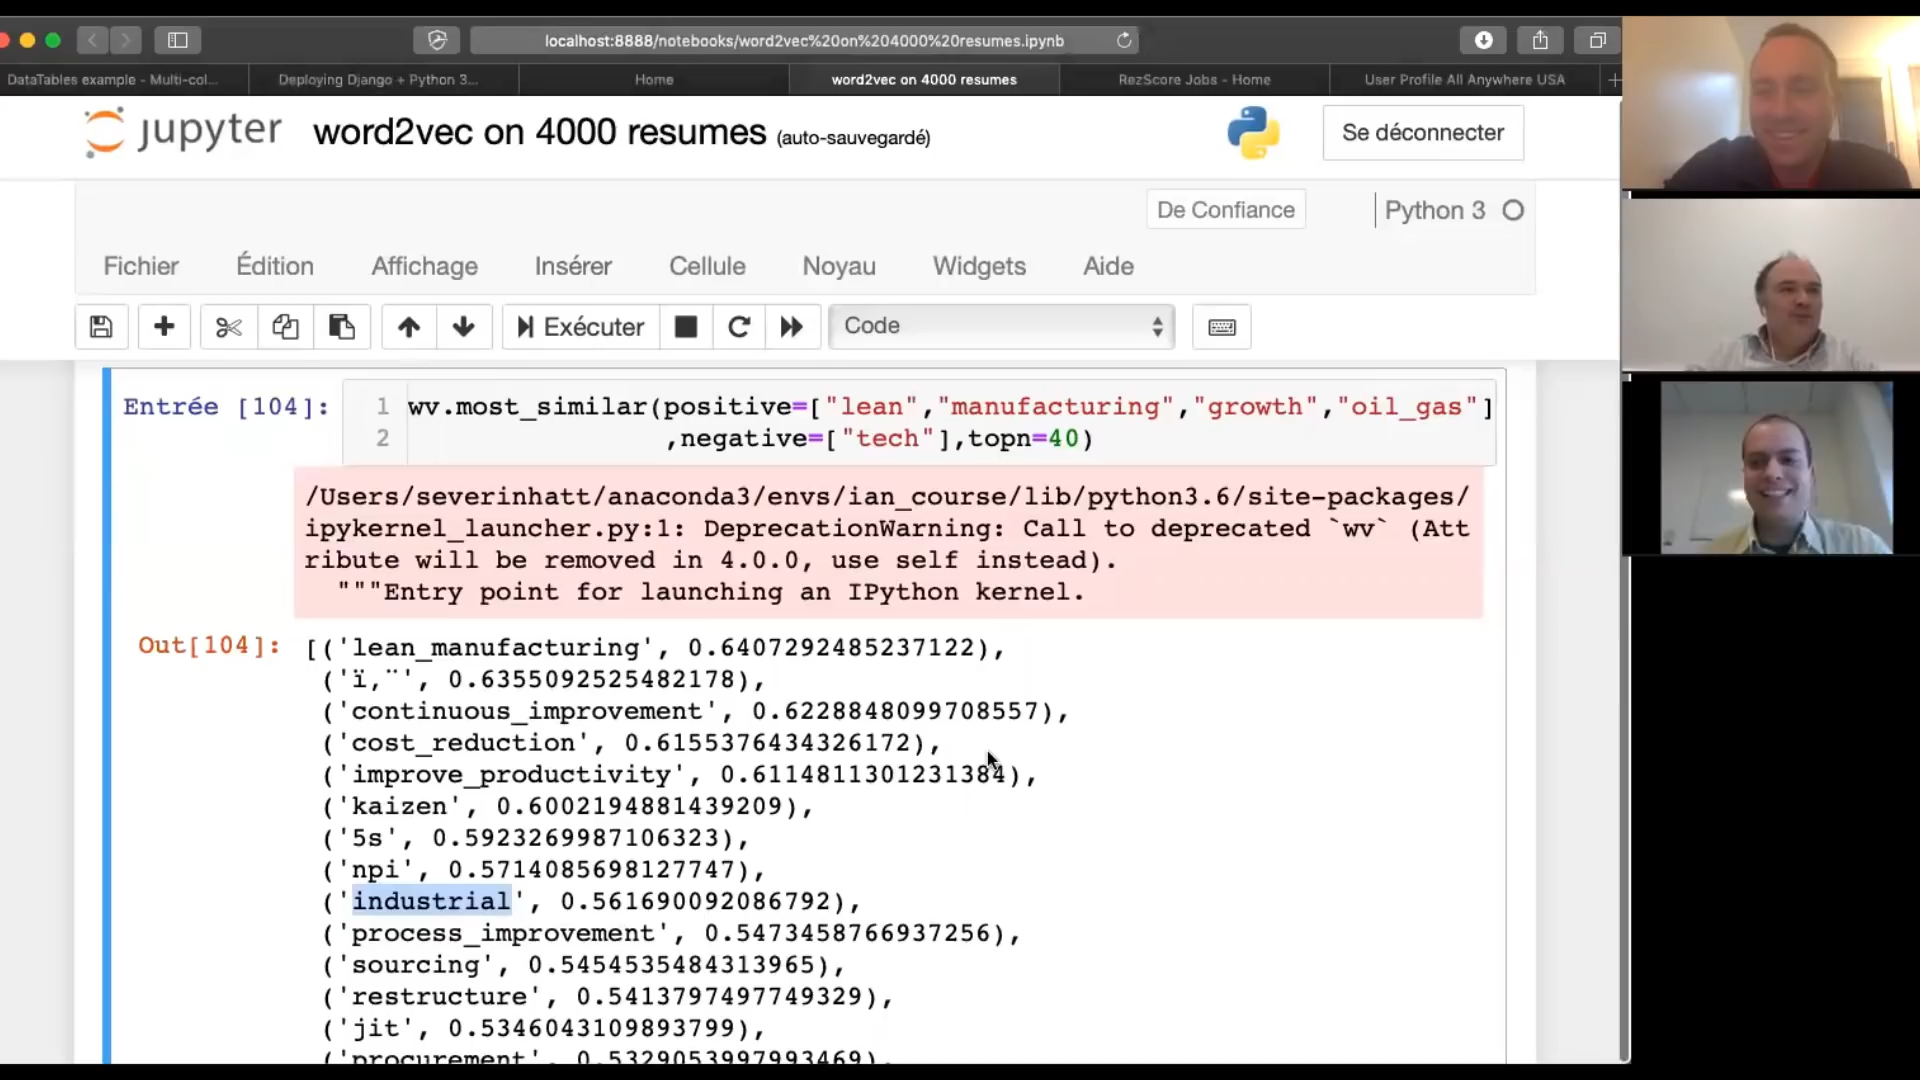 localhost:8888/notebooks/word2vec%20on%204000%20resumes.ipynb
DataTables example - Multi-col... Deploying Django + Python 3... Home word2vec on 4000 resumes RezScore Jobs - Home User Profile All Anywhere USA
jupyter word2vec on 4000 resumes (auto-sauvegardé) Se déconnecter
De Confiance Python 3
Fichier Édition Affichage Insérer Cellule Noyau Widgets Aide
Exécuter Code
Entrée [104]: 1 wv.most_similar(positive=["lean","manufacturing","growth","oil_gas"]
2 ,negative=["tech"],topn=40)
/Users/severinhatt/anaconda3/envs/ian_course/lib/python3.6/site-packages/
ipykernel_launcher.py:1: DeprecationWarning: Call to deprecated `wv` (Att
ribute will be removed in 4.0.0, use self instead).
"""Entry point for launching an IPython kernel.
Out[104]: [('lean_manufacturing', 0.6407292485237122),
('ï‚¨', 0.6355092525482178),
('continuous_improvement', 0.6228848099708557),
('cost_reduction', 0.6155376434326172),
('improve_productivity', 0.6114811301231384),
('kaizen', 0.6002194881439209),
('5s', 0.5923269987106323),
('npi', 0.5714085698127747),
('industrial', 0.561690092086792),
('process_improvement', 0.5473458766937256),
('sourcing', 0.5454535484313965),
('restructure', 0.5413797497749329),
('jit', 0.5346043109893799),
('procurement', 0.5329053997993469),